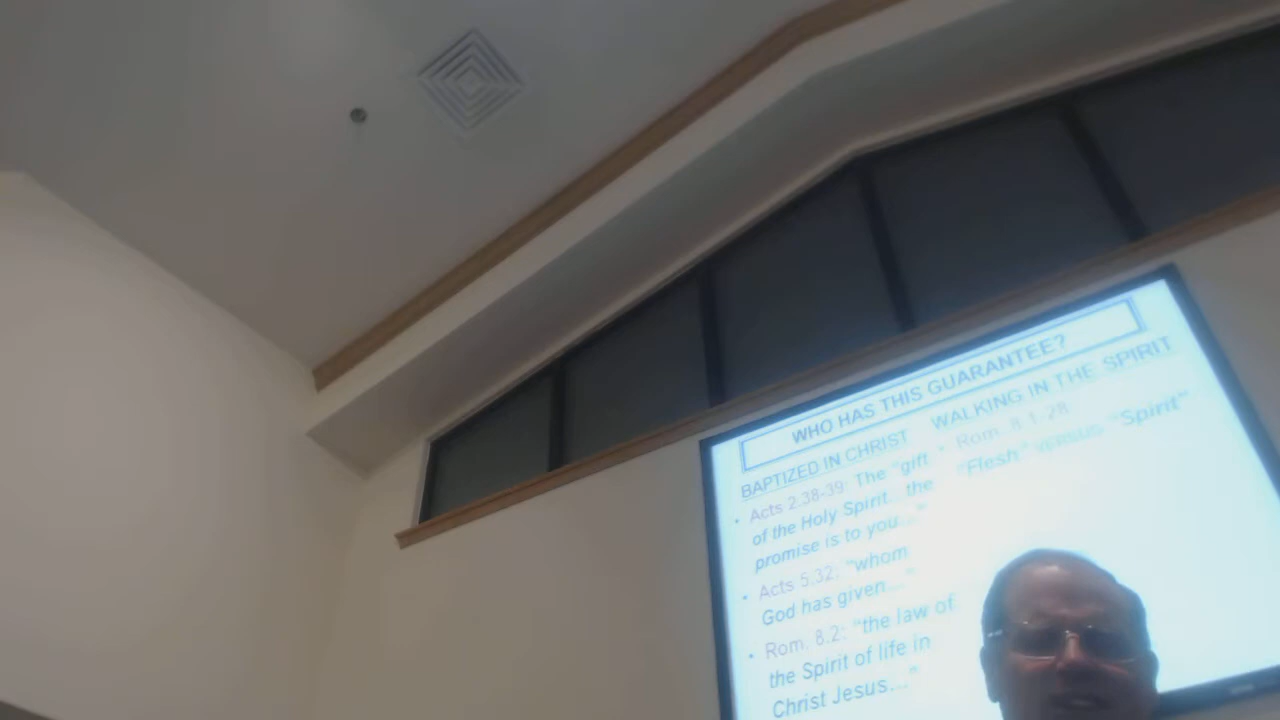 WHO HAS THIS GUARANTEE?
BAPTIZED IN CHRIST
• Acts 2.38-39: The "gift
of the Holy Spirit...the
promise is to you..."
• Acts 5:32: "whom
God has given..."
• Rom. 8.2: "the law of
the Spirit of life in
Christ Jesus..."
WALKING IN THE SPIRIT
• Rom. 8.1-28
"Flesh" versus "Spirit"